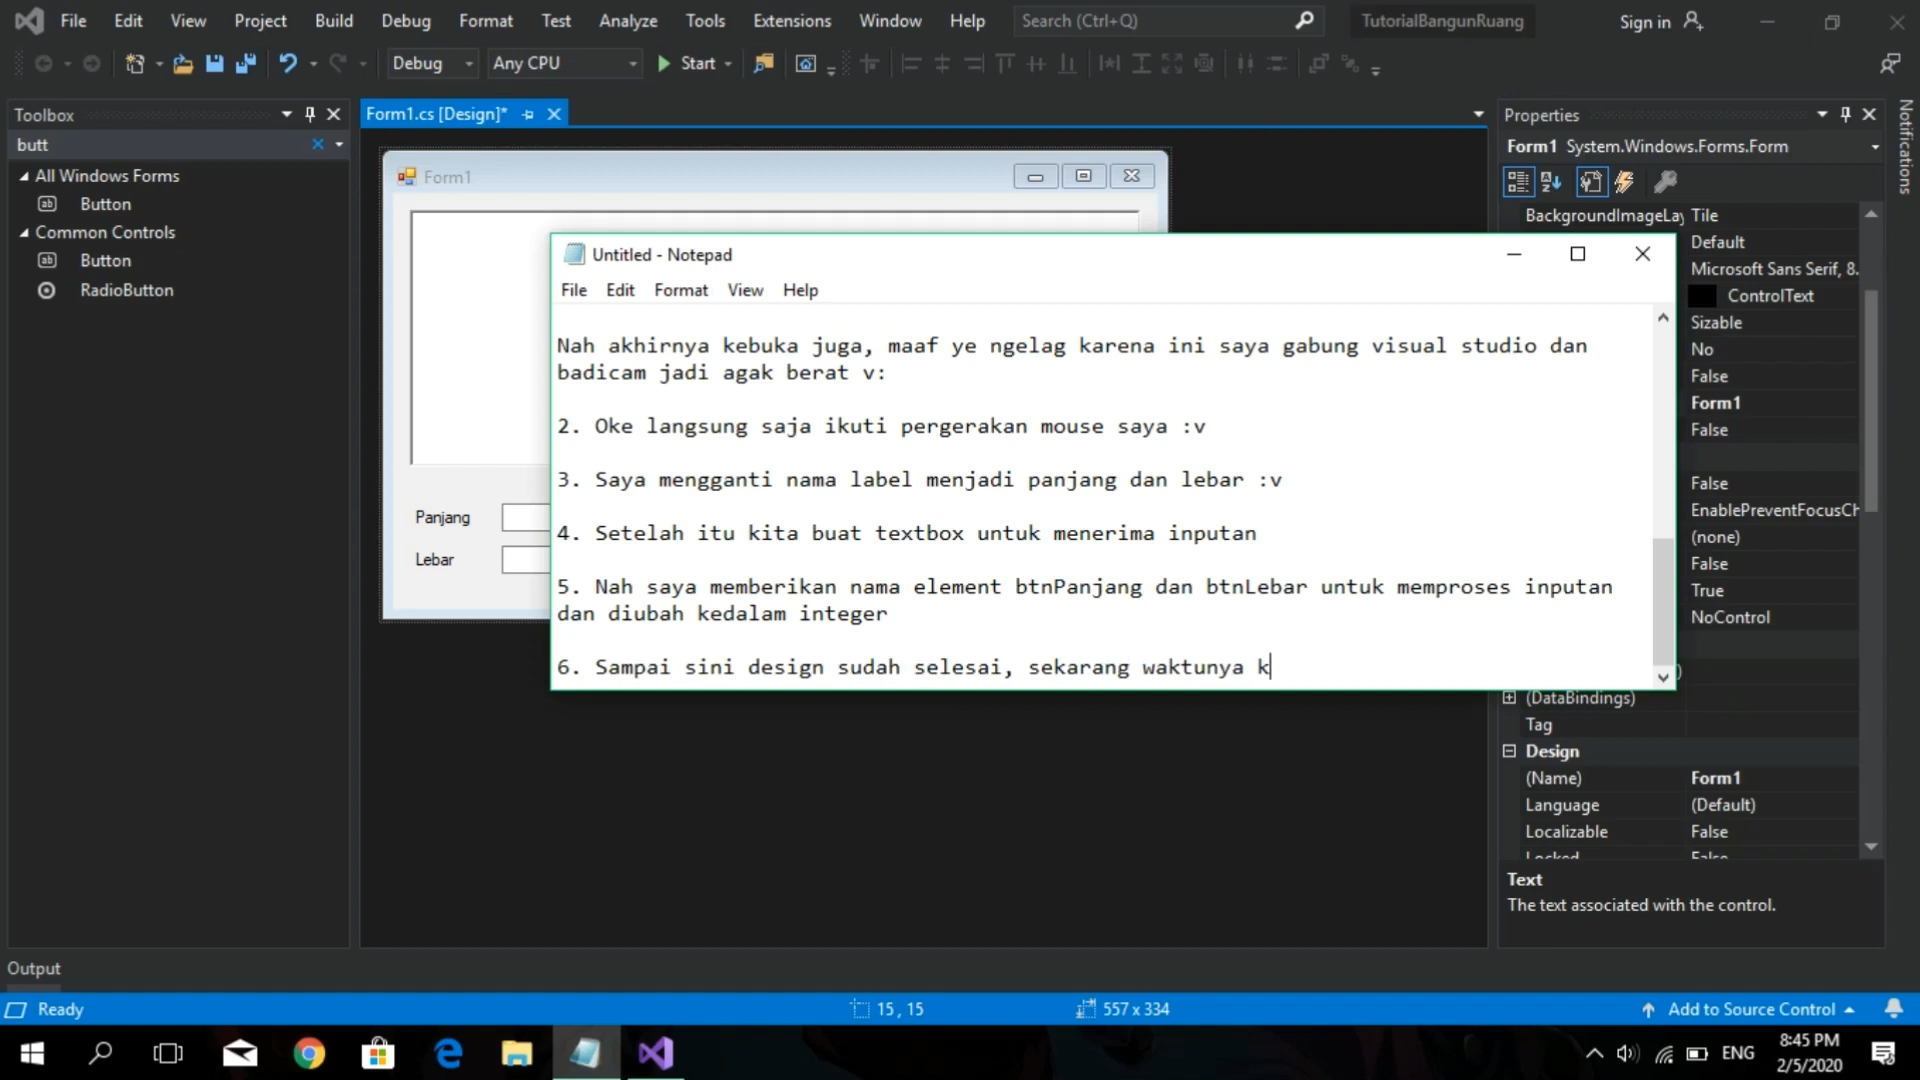 File Edit View Project Build Debug Format Test Analyze Tools Extensions Window Help Search (Ctrl+Q) TutorialBangunRuang Sign in
Debug Any CPU Start
Toolbox
butt
All Windows Forms
Button
Common Controls
Button
RadioButton
Form1.cs [Design]*
Form1
Panjang
Lebar
Untitled - Notepad
File Edit Format View Help
Nah akhirnya kebuka juga, maaf ye ngelag karena ini saya gabung visual studio dan
badicam jadi agak berat v:
2. Oke langsung saja ikuti pergerakan mouse saya :v
3. Saya mengganti nama label menjadi panjang dan lebar :v
4. Setelah itu kita buat textbox untuk menerima inputan
5. Nah saya memberikan nama element btnPanjang dan btnLebar untuk memproses inputan
dan diubah kedalam integer
6. Sampai sini design sudah selesai, sekarang waktunya k
Properties
Form1 System.Windows.Forms.Form
BackgroundImageLay Tile
Default
Microsoft Sans Serif, 8.
ControlText
Sizable
No
False
Form1
False
False
EnablePreventFocusCh
(none)
False
True
NoControl
(DataBindings)
Tag
Design
(Name) Form1
Language (Default)
Localizable False
Locked False
Text
The text associated with the control.
Notifications
Output
Ready 15, 15 557 x 334 Add to Source Control
ENG
8:45 PM
2/5/2020